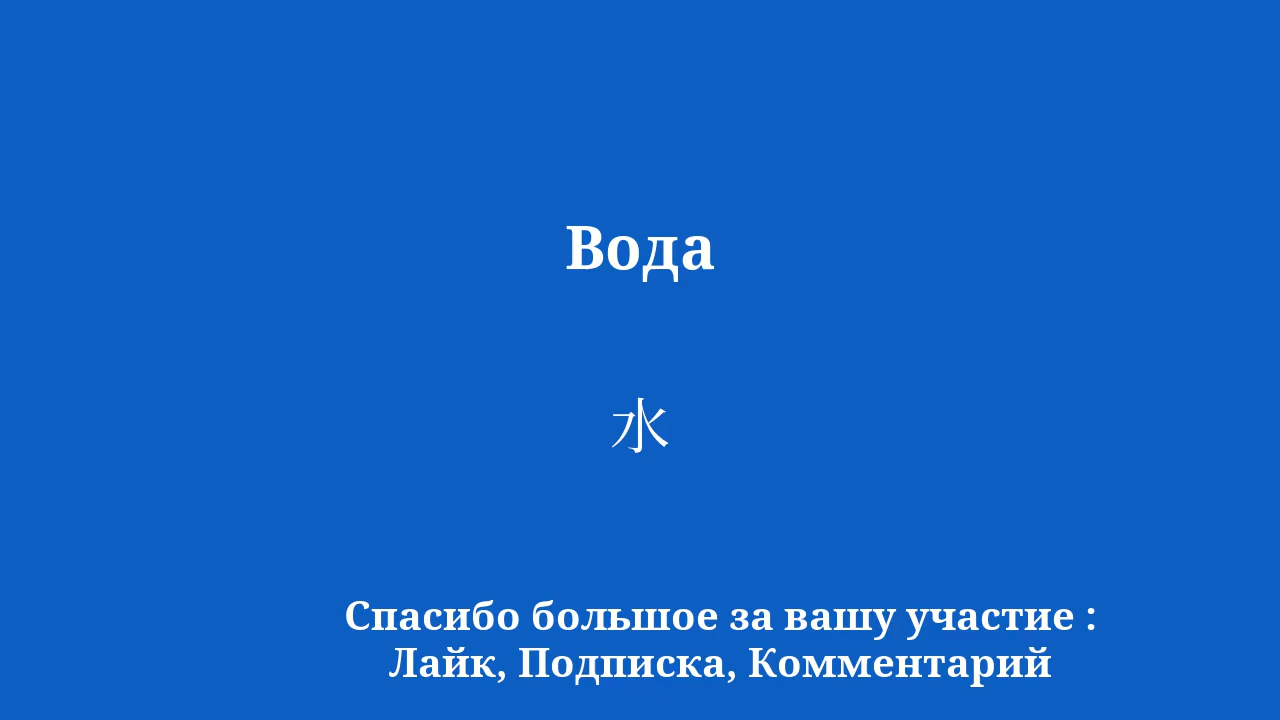 Вода
水
Спасибо большое за вашу участие :
Лайк, Подписка, Комментарий